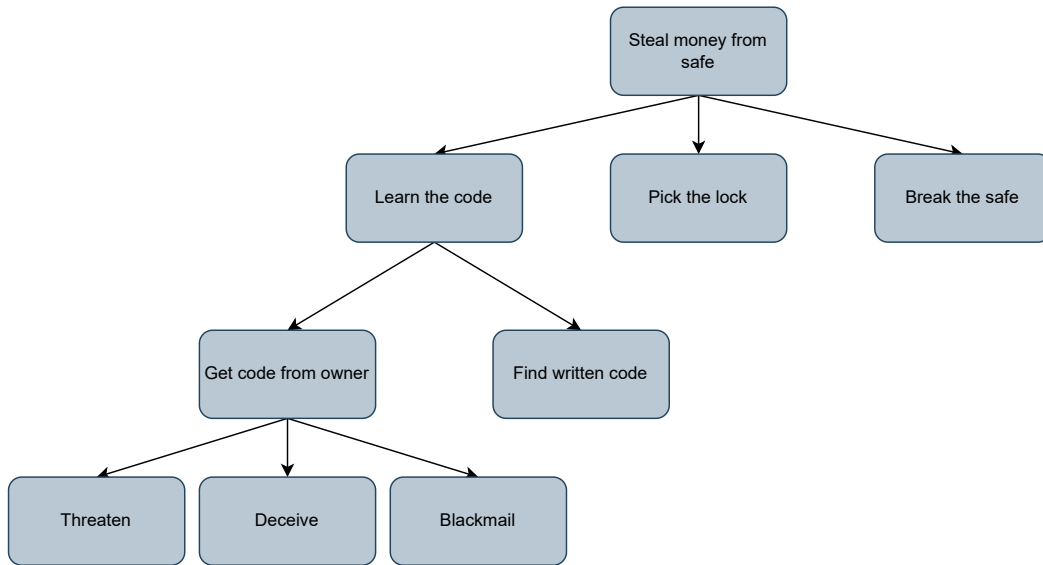 Steal money from
safe
Learn the code
Pick the lock
Break the safe
Get code from owner
Find written code
Threaten
Deceive
Blackmail